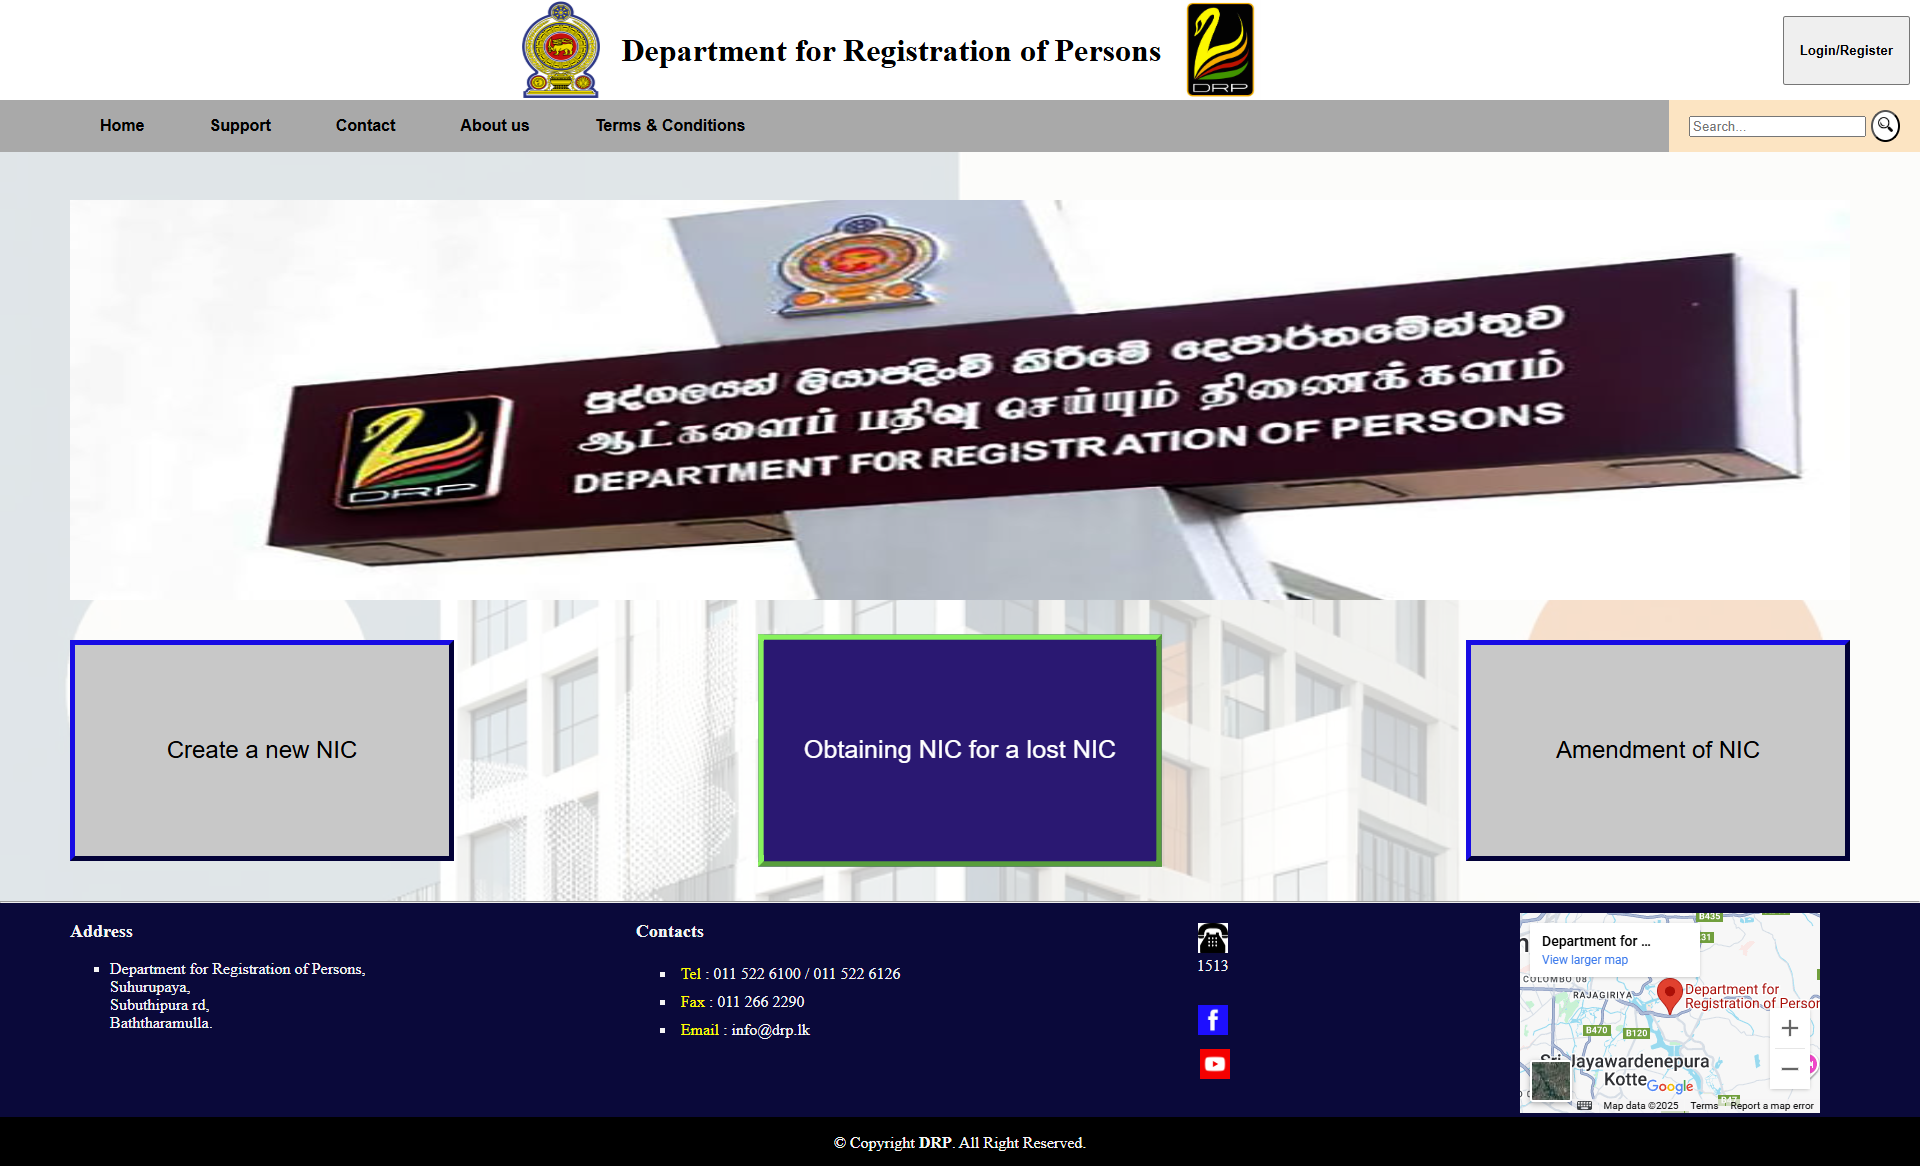 Department for Registration of Persons
DRP
Login/Register
Home
Support
Contact
About us
Terms & Conditions
Search...
පුද්ගලයන් ලියාපදිංචි කිරීමේ දෙපාර්තමේන්තුව
ஆட்களைப் பதிவு செய்யும் திணைக்களம்
DEPARTMENT FOR REGISTRATION OF PERSONS
DRP
Create a new NIC
Obtaining NIC for a lost NIC
Amendment of NIC
Address
Department for Registration of Persons,
Suhurupaya,
Subuthipura rd,
Baththaramulla.
Contacts
Tel : 011 522 6100 / 011 522 6126
Fax : 011 266 2290
Email : info@drp.lk
1513
Department for ...
View larger map
B435
31
COLOMBO 08
RAJAGIRIYA
Department for
Registration of Person
B470
B120
Sri Jayawardenepura
Kotte
Google
Map data ©2025
Terms
Report a map error
© Copyright DRP. All Right Reserved.